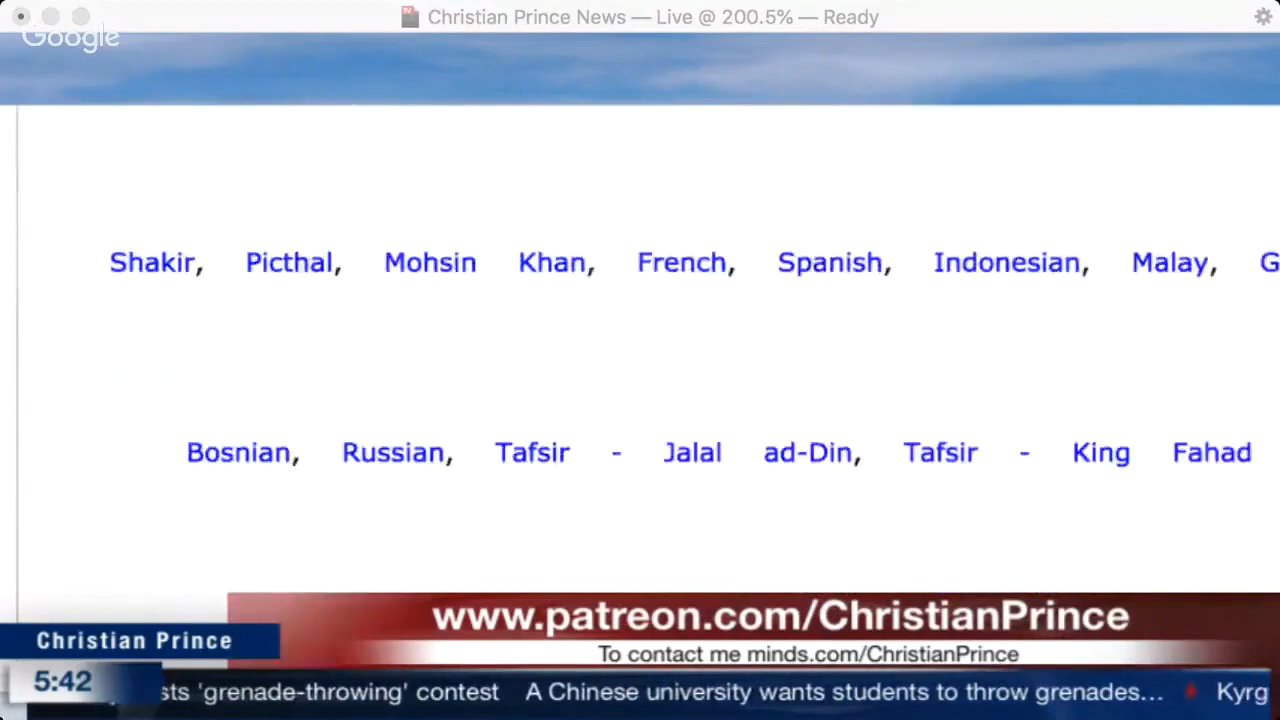 Christian Prince News — Live @ 200.5% — Ready
Google
Shakir, Picthal, Mohsin Khan, French, Spanish, Indonesian, Malay, G
Bosnian, Russian, Tafsir - Jalal ad-Din, Tafsir - King Fahad
www.patreon.com/ChristianPrince
Christian Prince
To contact me minds.com/ChristianPrince
5:42
sts 'grenade-throwing' contest A Chinese university wants students to throw grenades... Kyrg